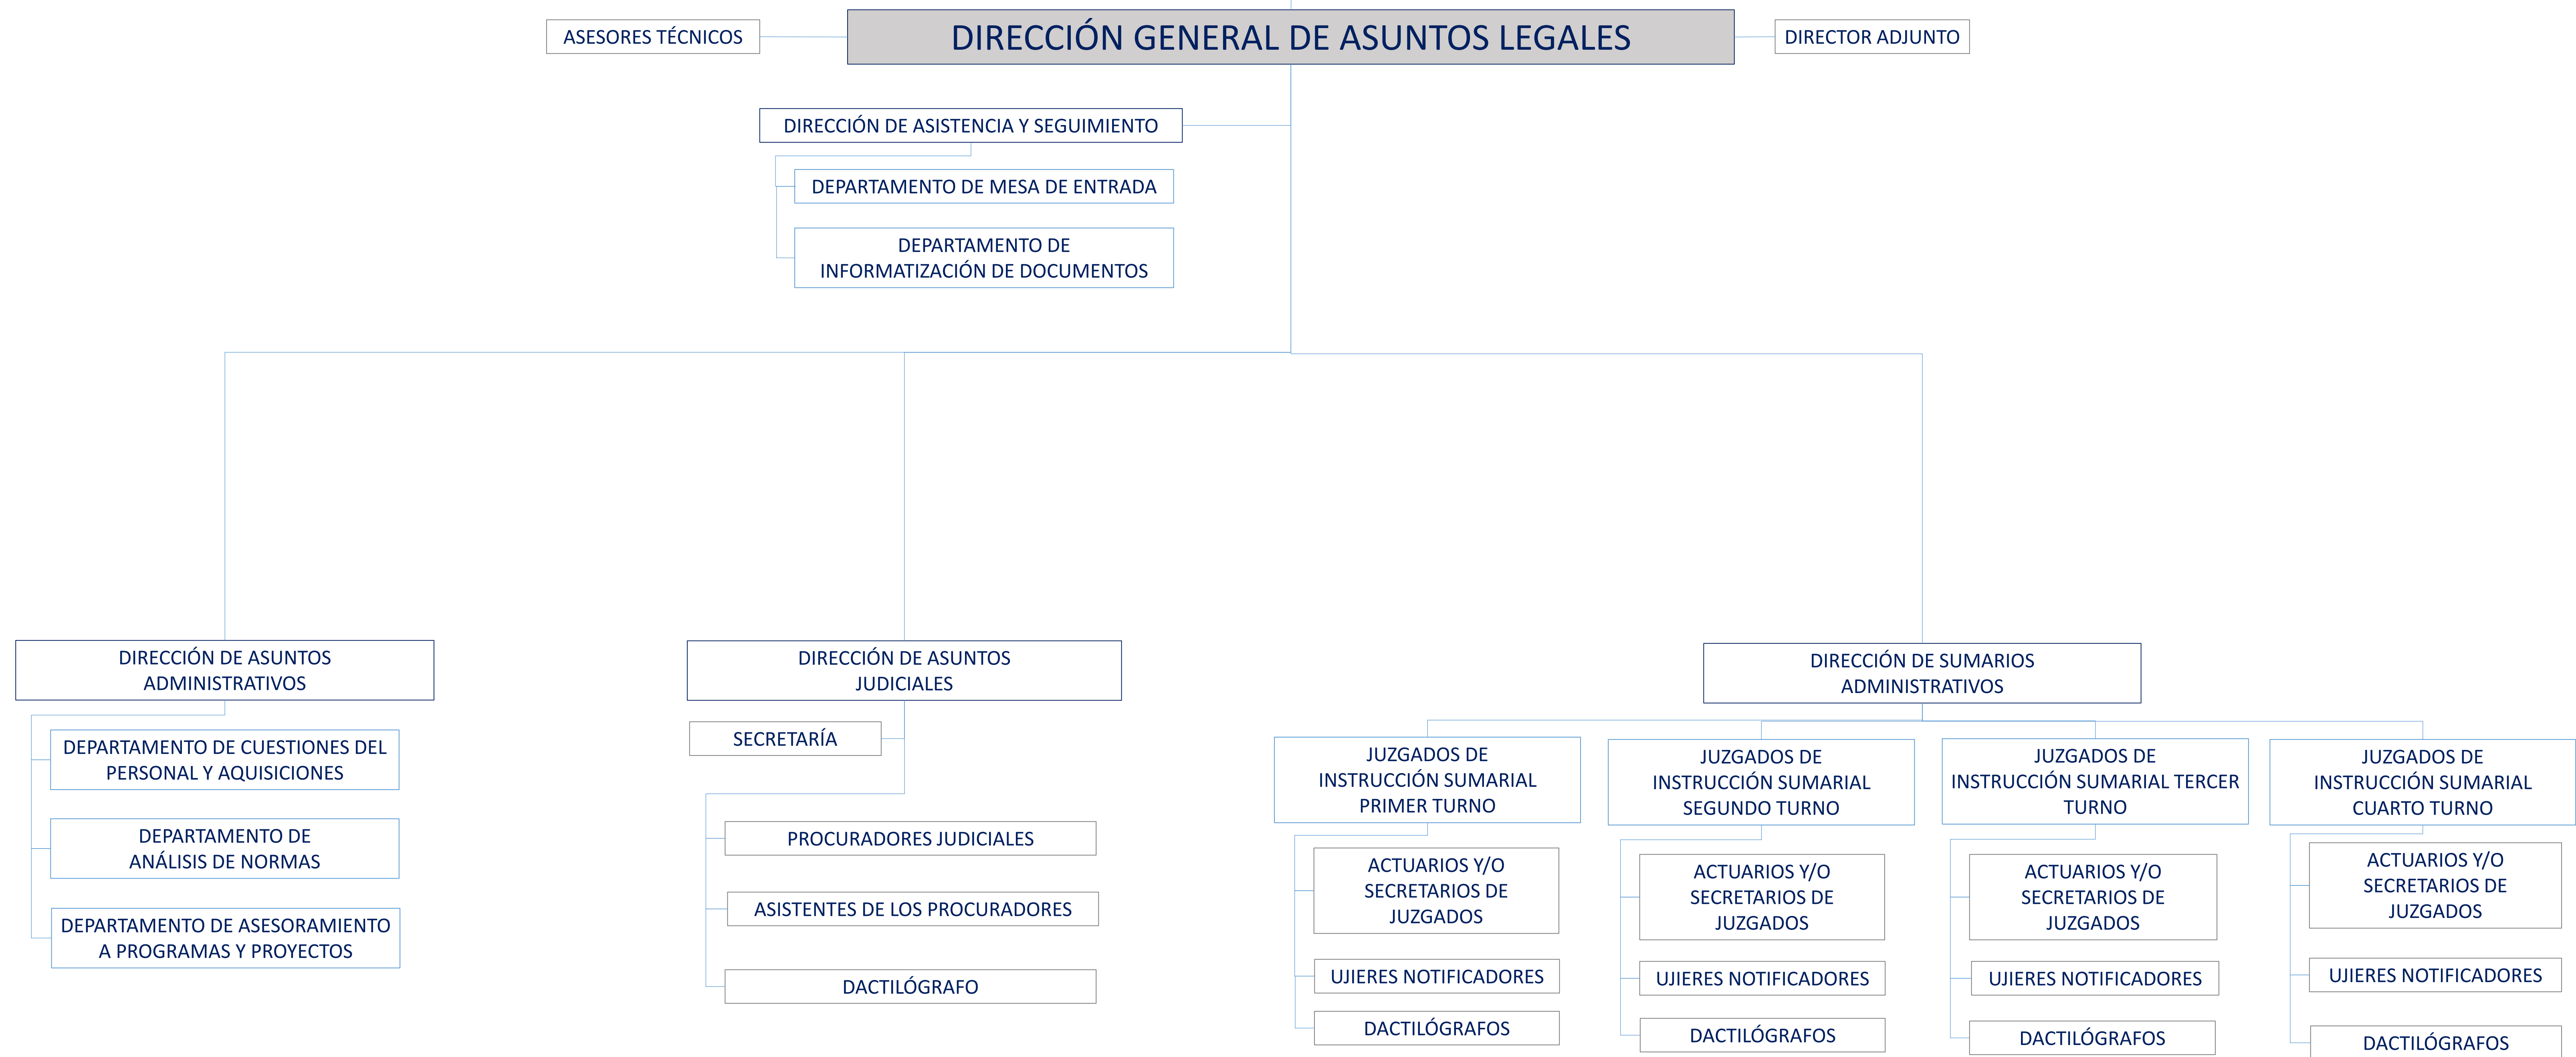 ASESORES TÉCNICOS
DIRECCIÓN GENERAL DE ASUNTOS LEGALES
DIRECTOR ADJUNTO
DIRECCIÓN DE ASISTENCIA Y SEGUIMIENTO
DEPARTAMENTO DE MESA DE ENTRADA
DEPARTAMENTO DE
INFORMATIZACIÓN DE DOCUMENTOS
DIRECCIÓN DE ASUNTOS
ADMINISTRATIVOS
DEPARTAMENTO DE CUESTIONES DEL
PERSONAL Y AQUISICIONES
DEPARTAMENTO DE
ANÁLISIS DE NORMAS
DEPARTAMENTO DE ASESORAMIENTO
A PROGRAMAS Y PROYECTOS
DIRECCIÓN DE ASUNTOS
JUDICIALES
SECRETARÍA
PROCURADORES JUDICIALES
ASISTENTES DE LOS PROCURADORES
DACTILÓGRAFO
DIRECCIÓN DE SUMARIOS
ADMINISTRATIVOS
JUZGADOS DE
INSTRUCCIÓN SUMARIAL
PRIMER TURNO
ACTUARIOS Y/O
SECRETARIOS DE
JUZGADOS
UJIERES NOTIFICADORES
DACTILÓGRAFOS
JUZGADOS DE
INSTRUCCIÓN SUMARIAL
SEGUNDO TURNO
ACTUARIOS Y/O
SECRETARIOS DE
JUZGADOS
UJIERES NOTIFICADORES
DACTILÓGRAFOS
JUZGADOS DE
INSTRUCCIÓN SUMARIAL TERCER
TURNO
ACTUARIOS Y/O
SECRETARIOS DE
JUZGADOS
UJIERES NOTIFICADORES
DACTILÓGRAFOS
JUZGADOS DE
INSTRUCCIÓN SUMARIAL
CUARTO TURNO
ACTUARIOS Y/O
SECRETARIOS DE
JUZGADOS
UJIERES NOTIFICADORES
DACTILÓGRAFOS